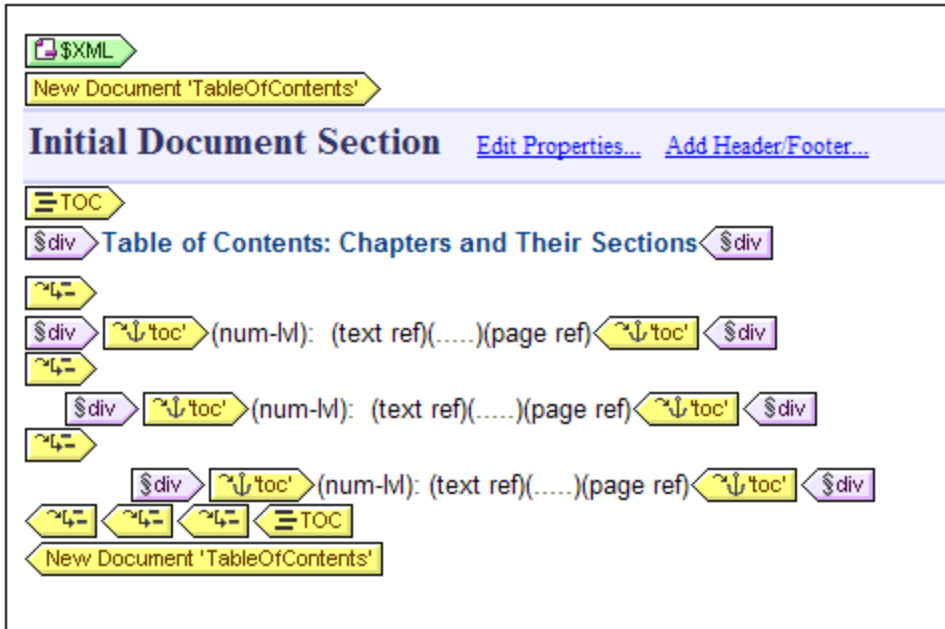 $XML
New Document 'TableOfContents'
Initial Document Section Edit Properties... Add Header/Footer...
TOC
§div Table of Contents: Chapters and Their Sections §div
§div 'toc' (num-lvl): (text ref)(.....)(page ref) 'toc' §div
§div 'toc' (num-lvl): (text ref)(.....)(page ref) 'toc' §div
§div 'toc' (num-lvl): (text ref)(.....)(page ref) 'toc' §div
TOC
New Document 'TableOfContents'